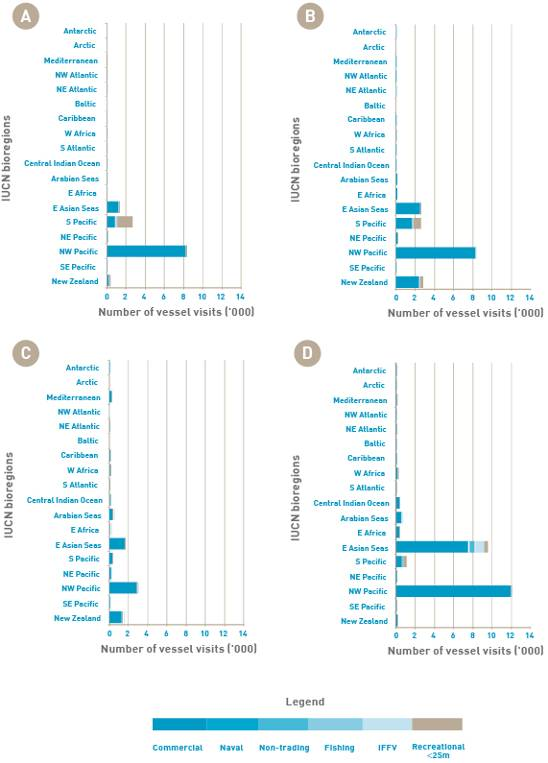 A
IUCN bioregions
Antarctic
Arctic
Mediterranean
NW Atlantic
NE Atlantic
Baltic
Caribbean
W Africa
S Atlantic
Central Indian Ocean
Arabian Seas
E Africa
E Asian Seas
S Pacific
NE Pacific
NW Pacific
SE Pacific
New Zealand
0 2 4 6 8 10 12 14
Number of vessel visits ('000)
B
IUCN bioregions
Antarctic
Arctic
Mediterranean
NW Atlantic
NE Atlantic
Baltic
Caribbean
W Africa
S Atlantic
Central Indian Ocean
Arabian Seas
E Africa
E Asian Seas
S Pacific
NE Pacific
NW Pacific
SE Pacific
New Zealand
0 2 4 6 8 10 12 14
Number of vessel visits ('000)
C
IUCN bioregions
Antarctic
Arctic
Mediterranean
NW Atlantic
NE Atlantic
Baltic
Caribbean
W Africa
S Atlantic
Central Indian Ocean
Arabian Seas
E Africa
E Asian Seas
S Pacific
NE Pacific
NW Pacific
SE Pacific
New Zealand
0 2 4 6 8 10 12 14
Number of vessel visits ('000)
D
IUCN bioregions
Antarctic
Arctic
Mediterranean
NW Atlantic
NE Atlantic
Baltic
Caribbean
W Africa
S Atlantic
Central Indian Ocean
Arabian Seas
E Africa
E Asian Seas
S Pacific
NE Pacific
NW Pacific
SE Pacific
New Zealand
0 2 4 6 8 10 12 14
Number of vessel visits ('000)
Legend
Commercial Naval Non-trading Fishing IFFV Recreational
<25m